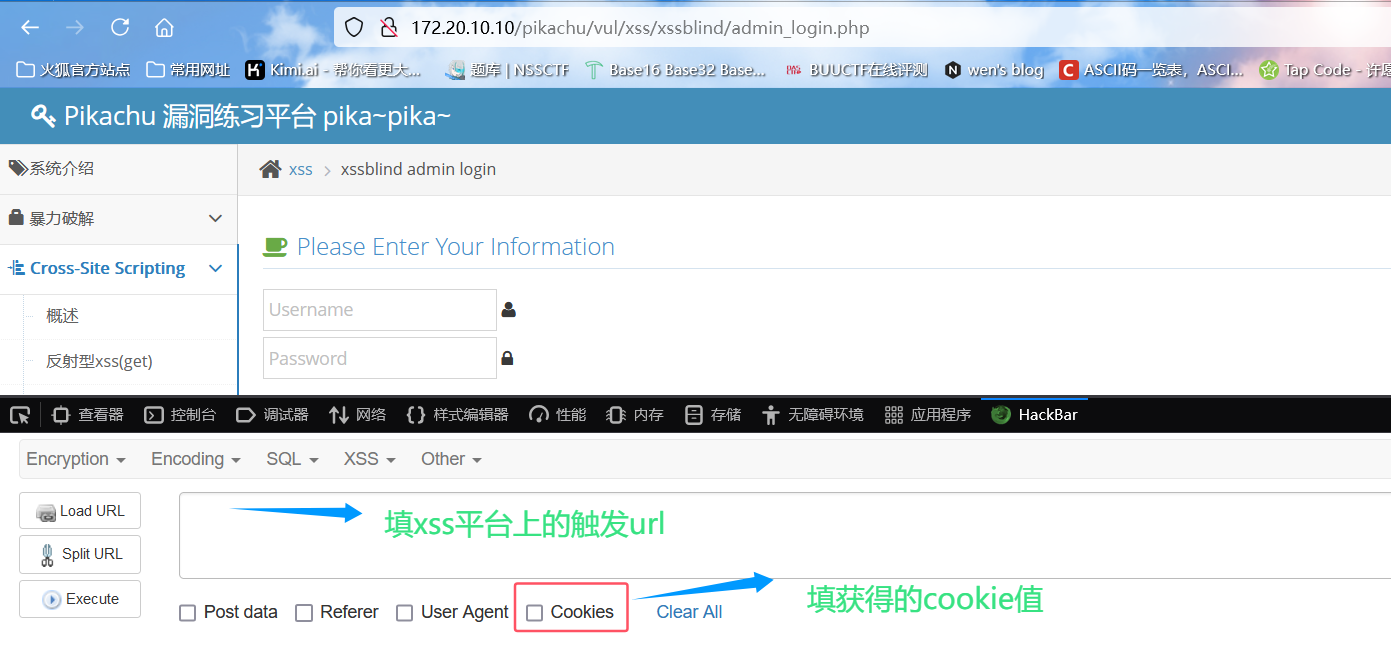 172.20.10.10/pikachu/vul/xss/xssblind/admin_login.php
火狐官方站点 常用网址 Kimi.ai - 帮你看更大... 题库 | NSSCTF Base16 Base32 Base... BUUCTF在线评测 wen's blog ASCII码一览表，ASCI... Tap Code - 许愿
Pikachu 漏洞练习平台 pika~pika~
系统介绍
xss > xssblind admin login
暴力破解
Please Enter Your Information
Cross-Site Scripting
Username
概述
Password
反射型xss(get)
查看器 控制台 调试器 网络 样式编辑器 性能 内存 存储 无障碍环境 应用程序 HackBar
Encryption Encoding SQL XSS Other
Load URL
填xss平台上的触发url
Split URL
Execute
Post data Referer User Agent Cookies Clear All
填获得的cookie值